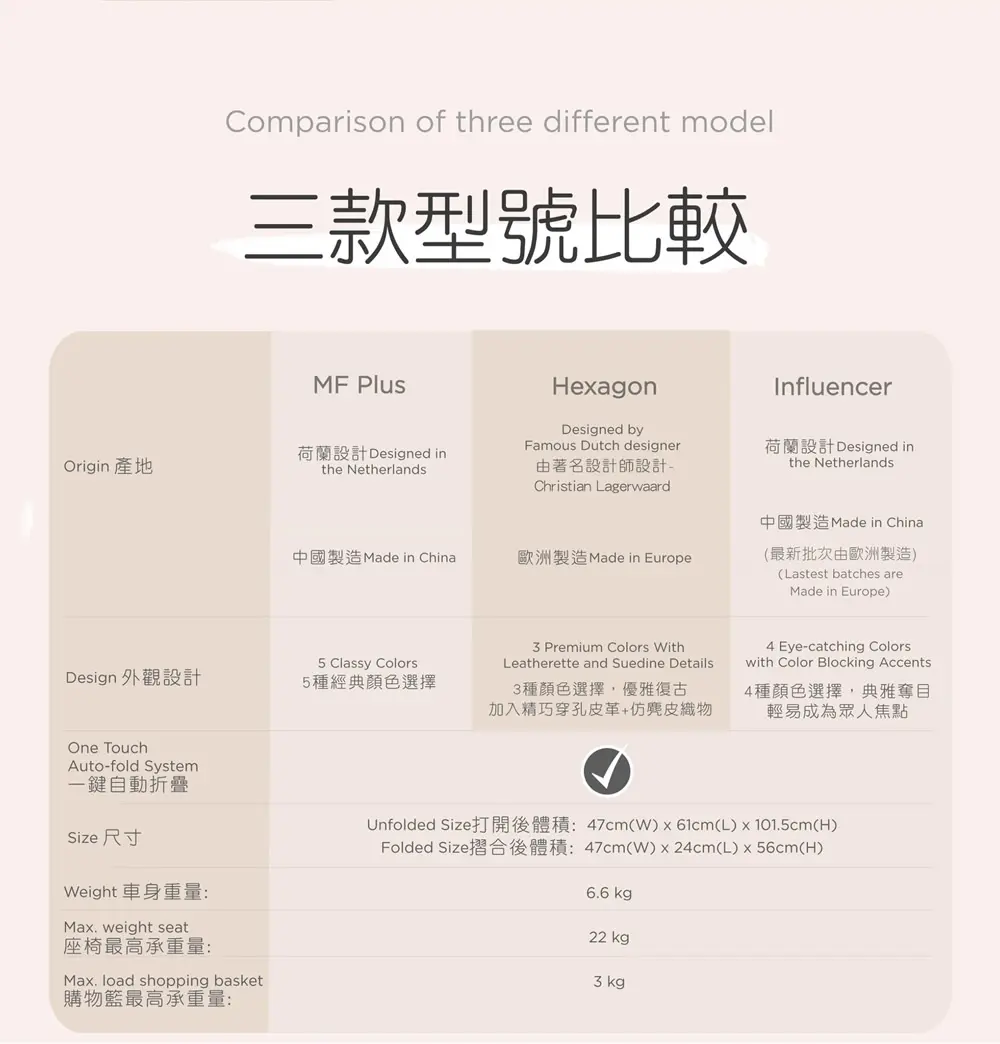 Comparison of three different model
三款型號比較
MF Plus
Hexagon
Influencer
Origin 產地
荷蘭設計Designed in
the Netherlands
中國製造Made in China
Designed by
Famous Dutch designer
由著名設計師設計-
Christian Lagerwaard
歐洲製造Made in Europe
荷蘭設計Designed in
the Netherlands
中國製造Made in China
(最新批次由歐洲製造)
(Lastest batches are
Made in Europe)
Design 外觀設計
5 Classy Colors
5種經典顏色選擇
3 Premium Colors With
Leatherette and Suedine Details
3種顏色選擇，優雅復古
加入精巧穿孔皮革+仿麂皮織物
4 Eye-catching Colors
with Color Blocking Accents
4種顏色選擇，典雅奪目
輕易成為眾人焦點
One Touch
Auto-fold System
一鍵自動折疊
Size 尺寸
Unfolded Size打開後體積: 47cm(W) x 61cm(L) x 101.5cm(H)
Folded Size摺合後體積: 47cm(W) x 24cm(L) x 56cm(H)
Weight 車身重量:
6.6 kg
Max. weight seat
座椅最高承重量:
22 kg
Max. load shopping basket
購物籃最高承重量:
3 kg